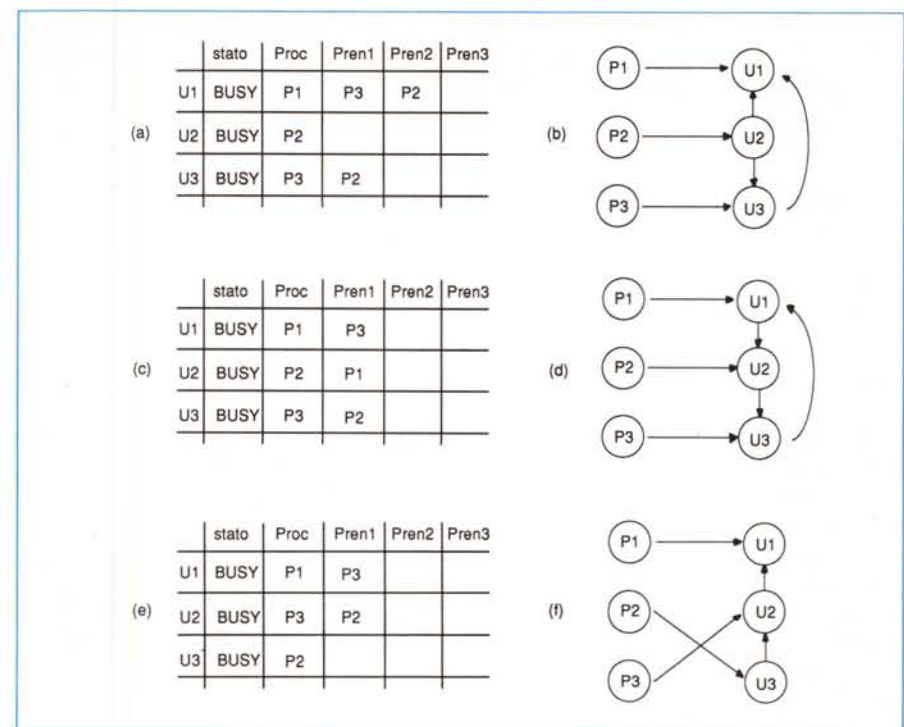 stato Proc Pren1 Pren2 Pren3
U1 BUSY P1 P3 P2
(a) U2 BUSY P2
U3 BUSY P3 P2
(b)
P1 U1
P2 U2
P3 U3
stato Proc Pren1 Pren2 Pren3
U1 BUSY P1 P3
(c) U2 BUSY P2 P1
U3 BUSY P3 P2
(d)
P1 U1
P2 U2
P3 U3
stato Proc Pren1 Pren2 Pren3
U1 BUSY P1 P3
(e) U2 BUSY P3 P2
U3 BUSY P2
(f)
P1 U1
P2 U2
P3 U3